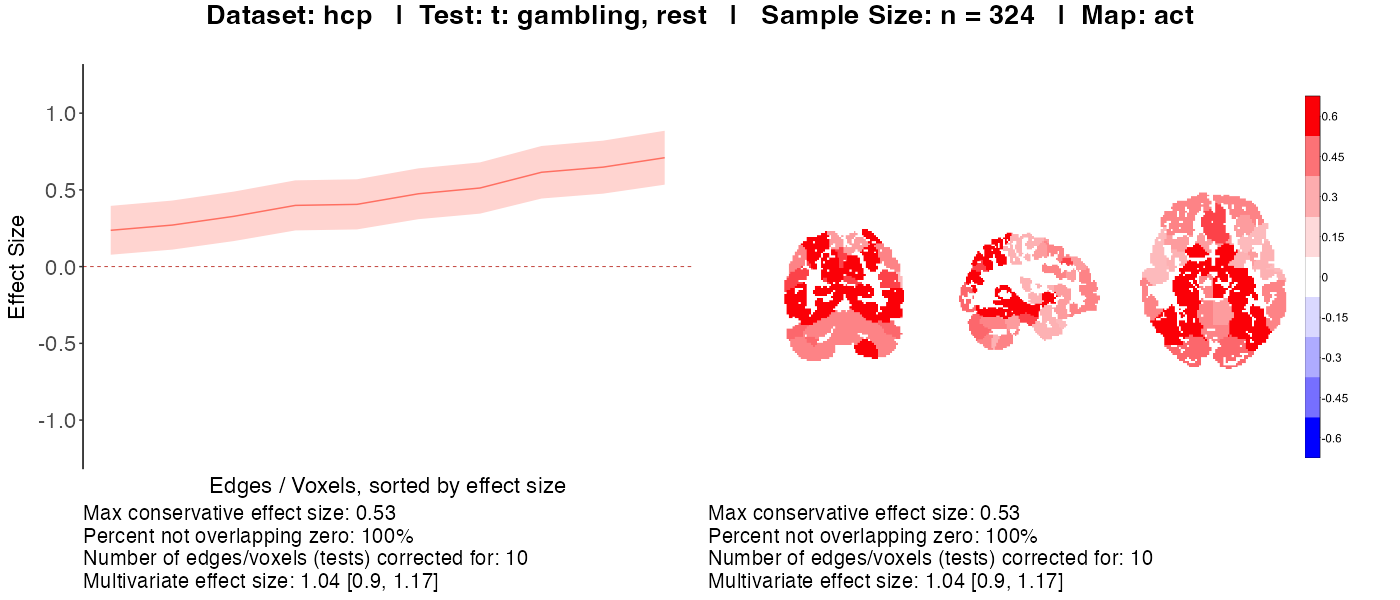 Dataset: hcp | Test: t: gambling, rest | Sample Size: n = 324 | Map: act
Effect Size
1.0
0.5
0.0
-0.5
-1.0
Edges / Voxels, sorted by effect size
Max conservative effect size: 0.53
Percent not overlapping zero: 100%
Number of edges/voxels (tests) corrected for: 10
Multivariate effect size: 1.04 [0.9, 1.17]
0.6
0.45
0.3
0.15
0
-0.15
-0.3
-0.45
-0.6
Max conservative effect size: 0.53
Percent not overlapping zero: 100%
Number of edges/voxels (tests) corrected for: 10
Multivariate effect size: 1.04 [0.9, 1.17]